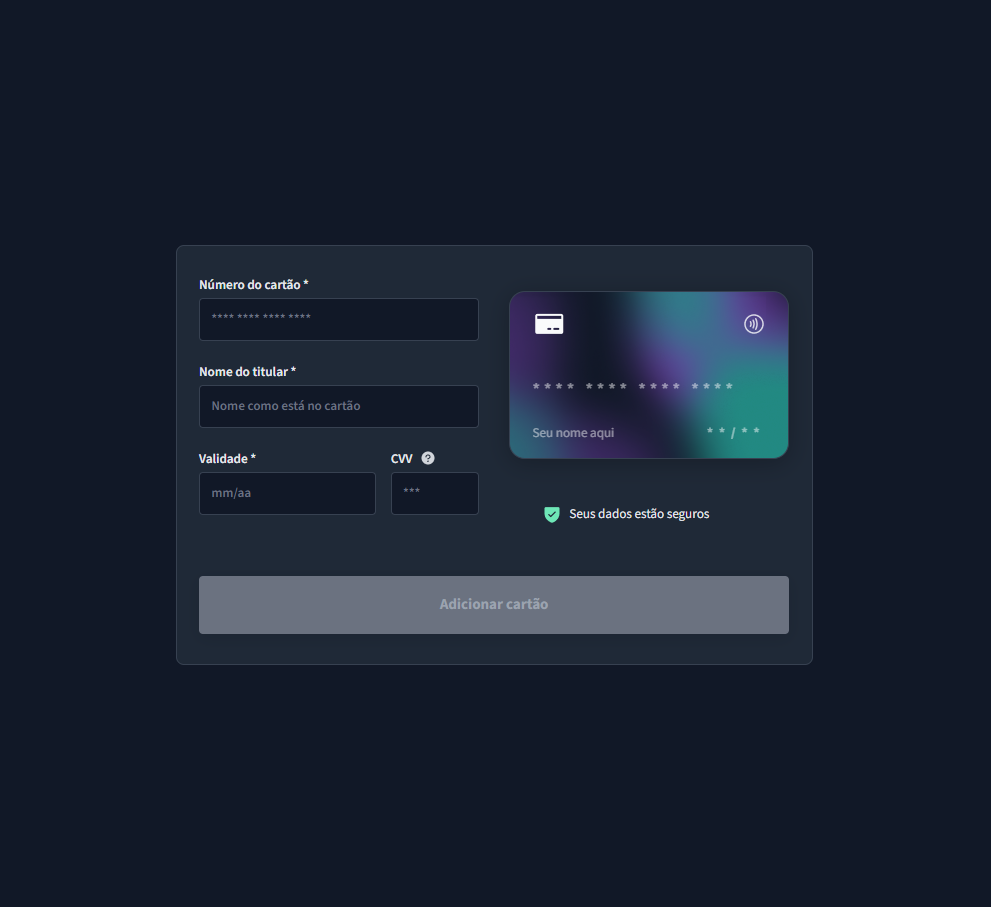 Número do cartão *
**** **** **** ****
Nome do titular *
Nome como está no cartão
Validade *
CVV ?
mm/aa
***
**** **** **** ****
Seu nome aqui
* * / * *
Seus dados estão seguros
Adicionar cartão